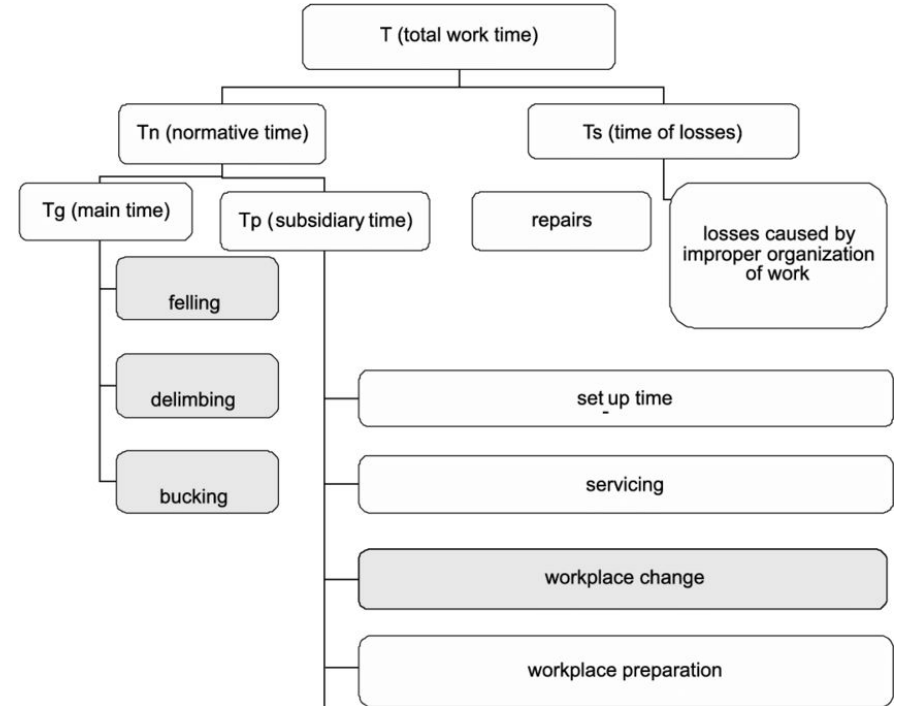 T (total work time)
Tn (normative time)
Ts (time of losses)
Tg (main time)
Tp (subsidiary time)
repairs
losses caused by
improper organization
of work
felling
delimbing
bucking
set up time
servicing
workplace change
workplace preparation